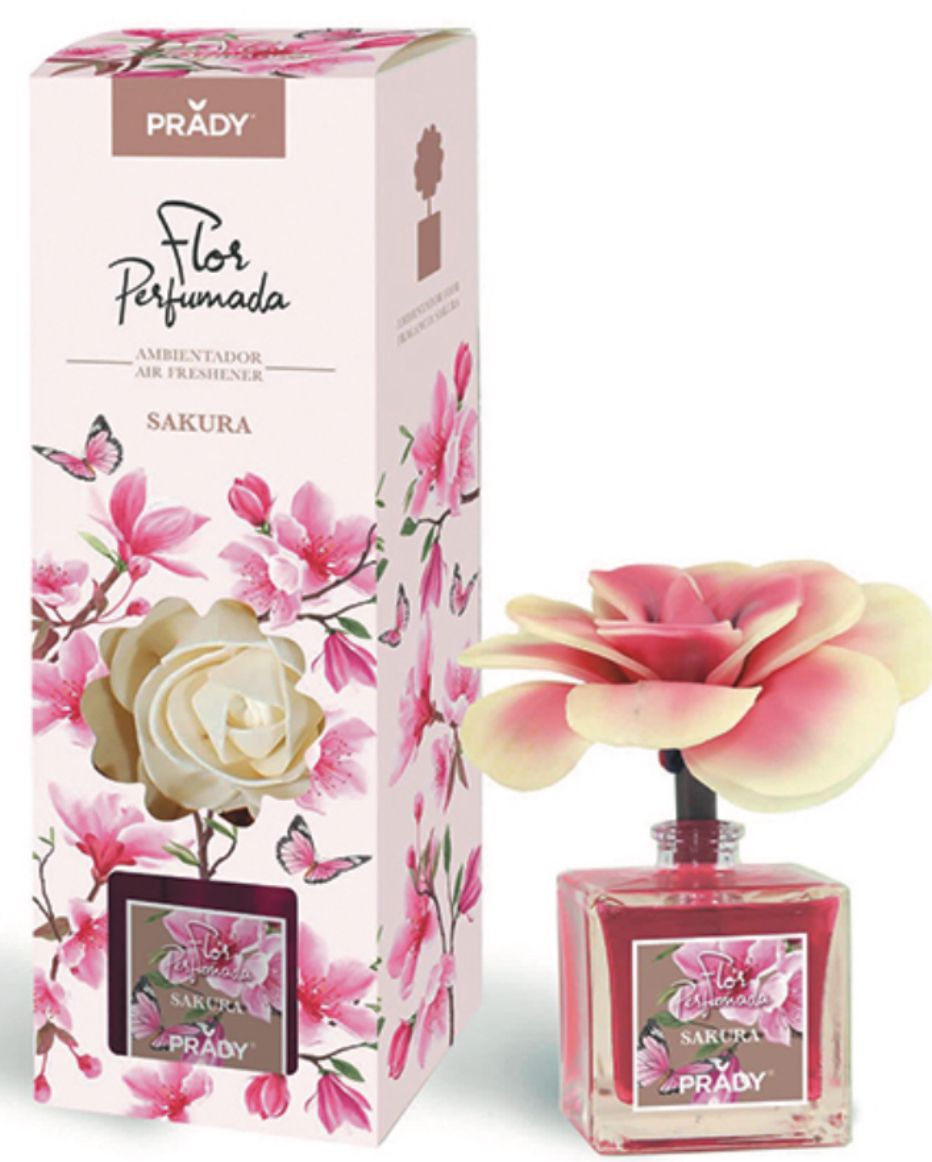 PRADY
Flor
Perfumada
AMBIENTADOR
AIR FRESHENER
SAKURA
Flor
Perfumada
SAKURA
PRADY
Flor
Perfumada
SAKURA
PRADY